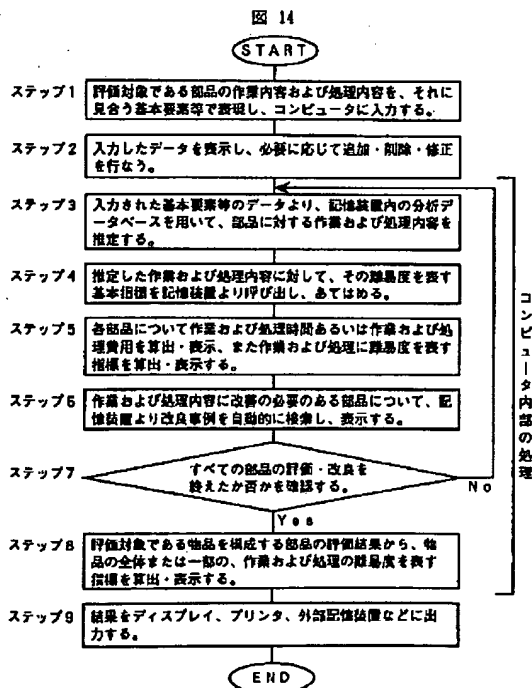 図 14
START
ステップ1
評価対象である部品の作業内容および処理内容を、それに
見合う基本要素等で表現し、コンピュータに入力する。
ステップ2
入力したデータを表示し、必要に応じて追加・削除・修正
を行なう。
ステップ3
入力された基本要素等のデータより、記憶装置内の分析デ
ータベースを用いて、部品に対する作業および処理内容を
推定する。
ステップ4
推定した作業および処理内容に対して、その難易度を表す
基本指標を記憶装置より呼び出し、あてはめる。
ステップ5
各部品について作業および処理時間あるいは作業および処
理費用を算出・表示、また作業および処理に難易度を表す
指標を算出・表示する。
ステップ6
作業および処理内容に改善の必要のある部品について、記
憶装置より改良事例を自動的に検索し、表示する。
ステップ7
すべての部品の評価・改良を
終えたか否かを確認する。
No
Yes
ステップ8
評価対象である物品を構成する部品の評価結果から、物
品の全体または一部の、作業および処理の難易度を表す
指標を算出・表示する。
ステップ9
結果をディスプレイ、プリンタ、外部記憶装置などに出
力する。
END
コンピュータ内部の処理